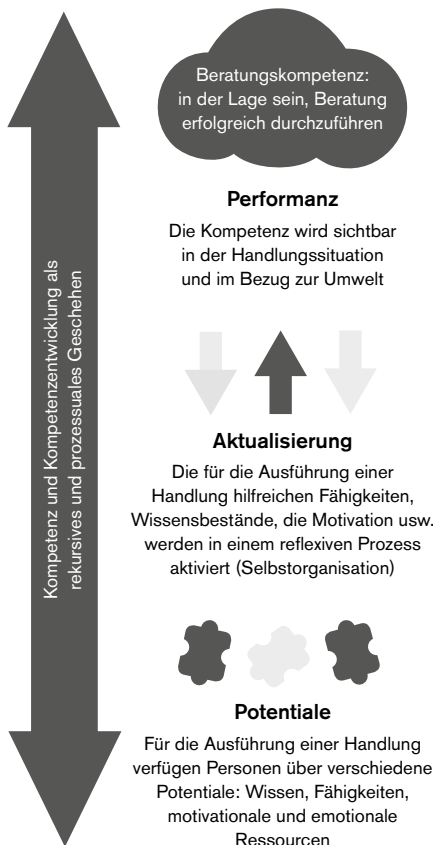 Beratungskompetenz:
in der Lage sein, Beratung
erfolgreich durchzuführen
Performanz
Die Kompetenz wird sichtbar
in der Handlungssituation
und im Bezug zur Umwelt
Kompetenz und Kompetenzentwicklung als
rekursives und prozessuales Geschehen
Aktualisierung
Die für die Ausführung einer
Handlung hilfreichen Fähigkeiten,
Wissensbestände, die Motivation usw.
werden in einem reflexiven Prozess
aktiviert (Selbstorganisation)
Potentiale
Für die Ausführung einer Handlung
verfügen Personen über verschiedene
Potentiale: Wissen, Fähigkeiten,
motivationale und emotionale
Ressourcen